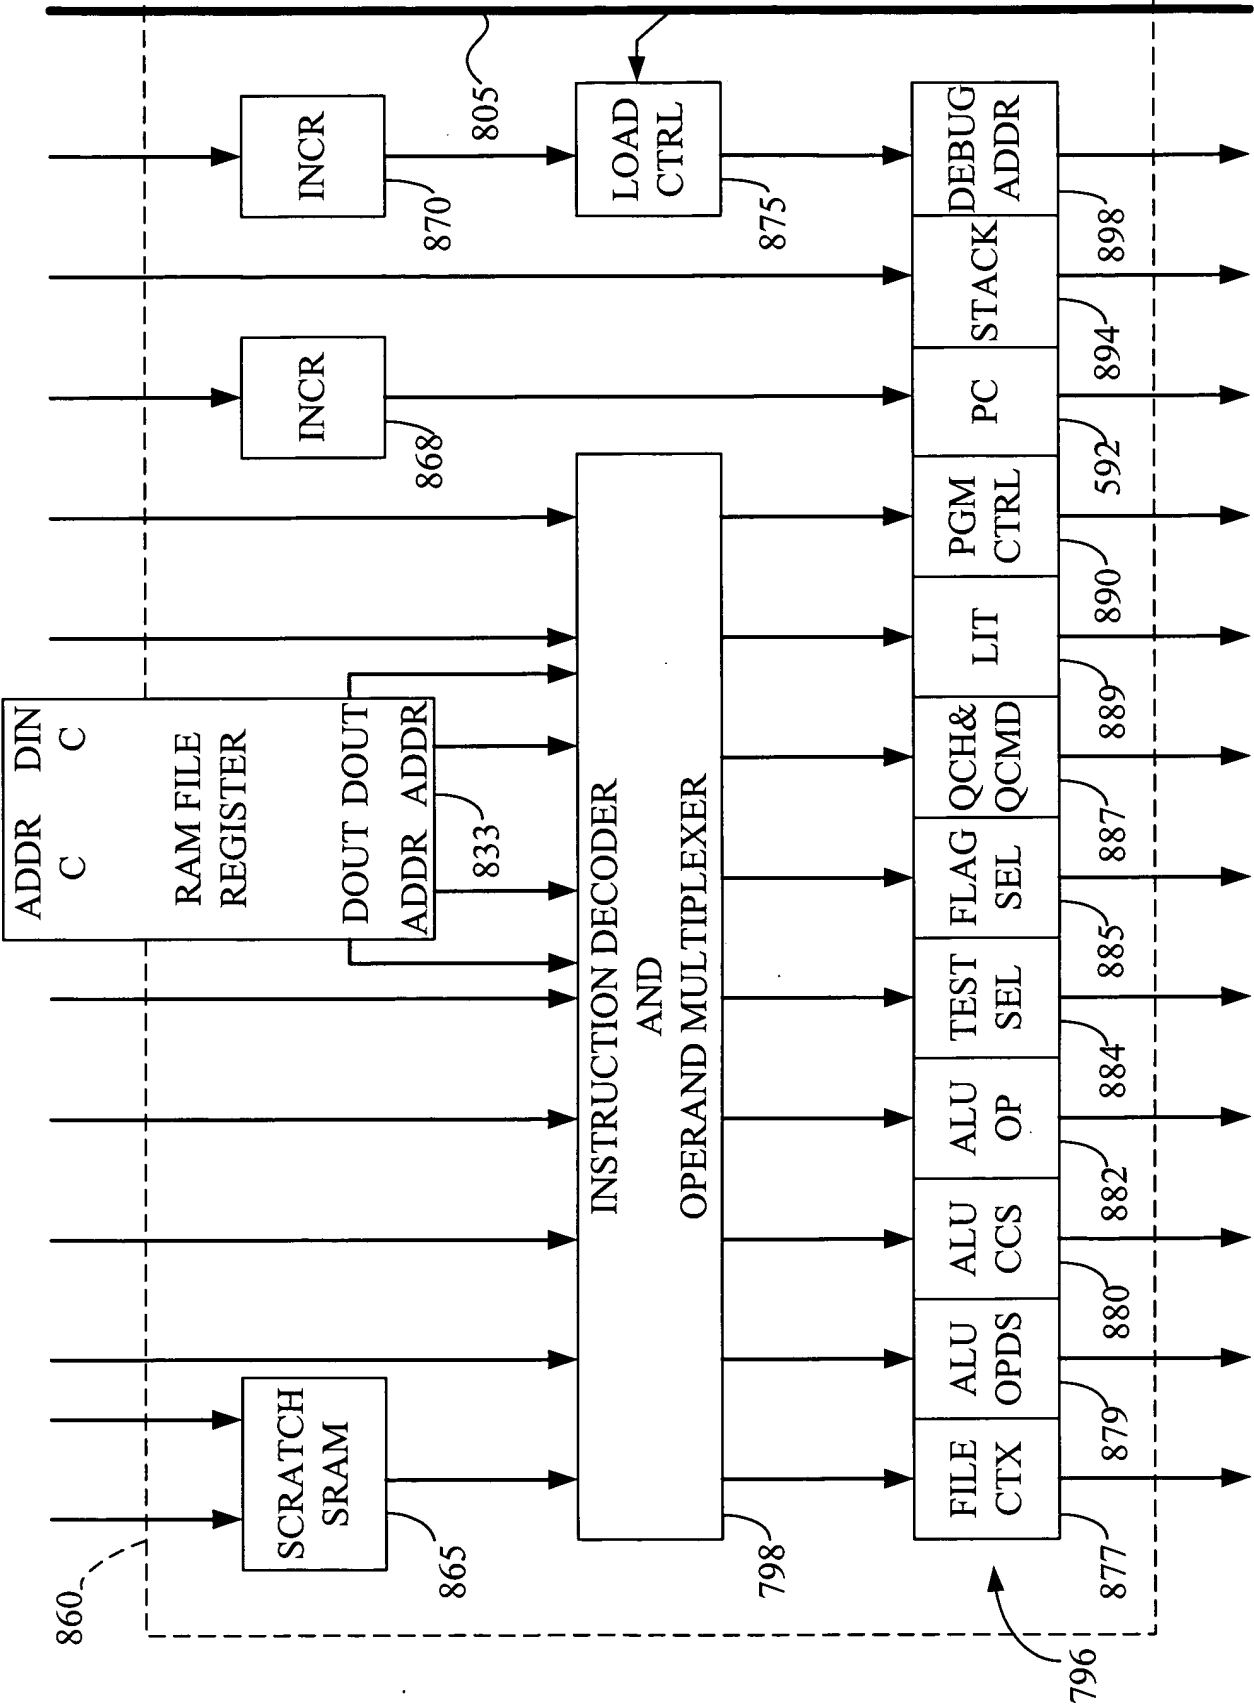 860
SCRATCH
SRAM
865
ADDR
C
DIN
C
RAM FILE
REGISTER
DOUT DOUT
ADDR ADDR
833
INCR
868
INCR
870
805
LOAD
CTRL
875
INSTRUCTION DECODER
AND
OPERAND MULTIPLEXER
798
796
FILE
CTX
877
ALU
OPDS
879
ALU
CCS
880
ALU
OP
882
TEST
SEL
884
FLAG
SEL
885
QCH&
QCMD
887
LIT
889
PGM
CTRL
890
PC
592
STACK
894
DEBUG
ADDR
898